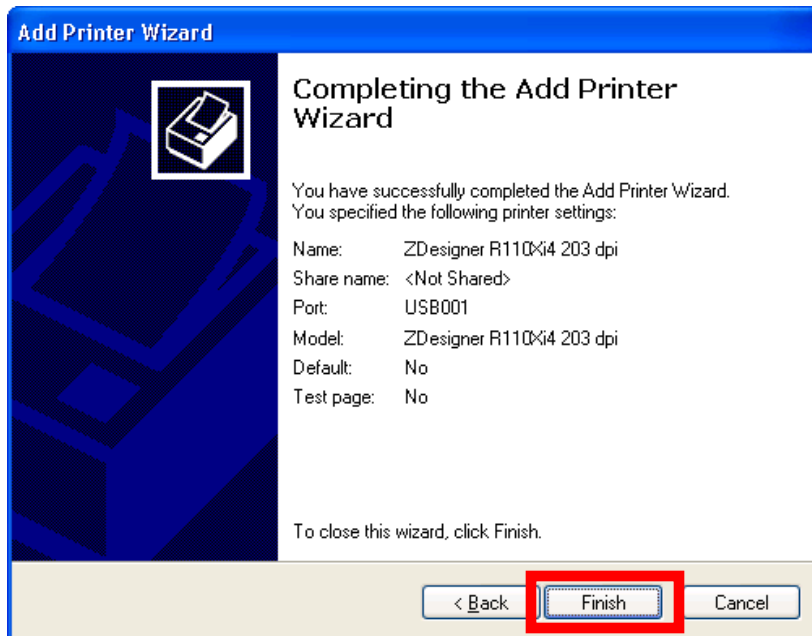 Add Printer Wizard
Completing the Add Printer
Wizard
You have successfully completed the Add Printer Wizard.
You specified the following printer settings:
Name: ZDesigner R110Xi4 203 dpi
Share name: <Not Shared>
Port: USB001
Model: ZDesigner R110Xi4 203 dpi
Default: No
Test page: No
To close this wizard, click Finish.
< Back Finish Cancel